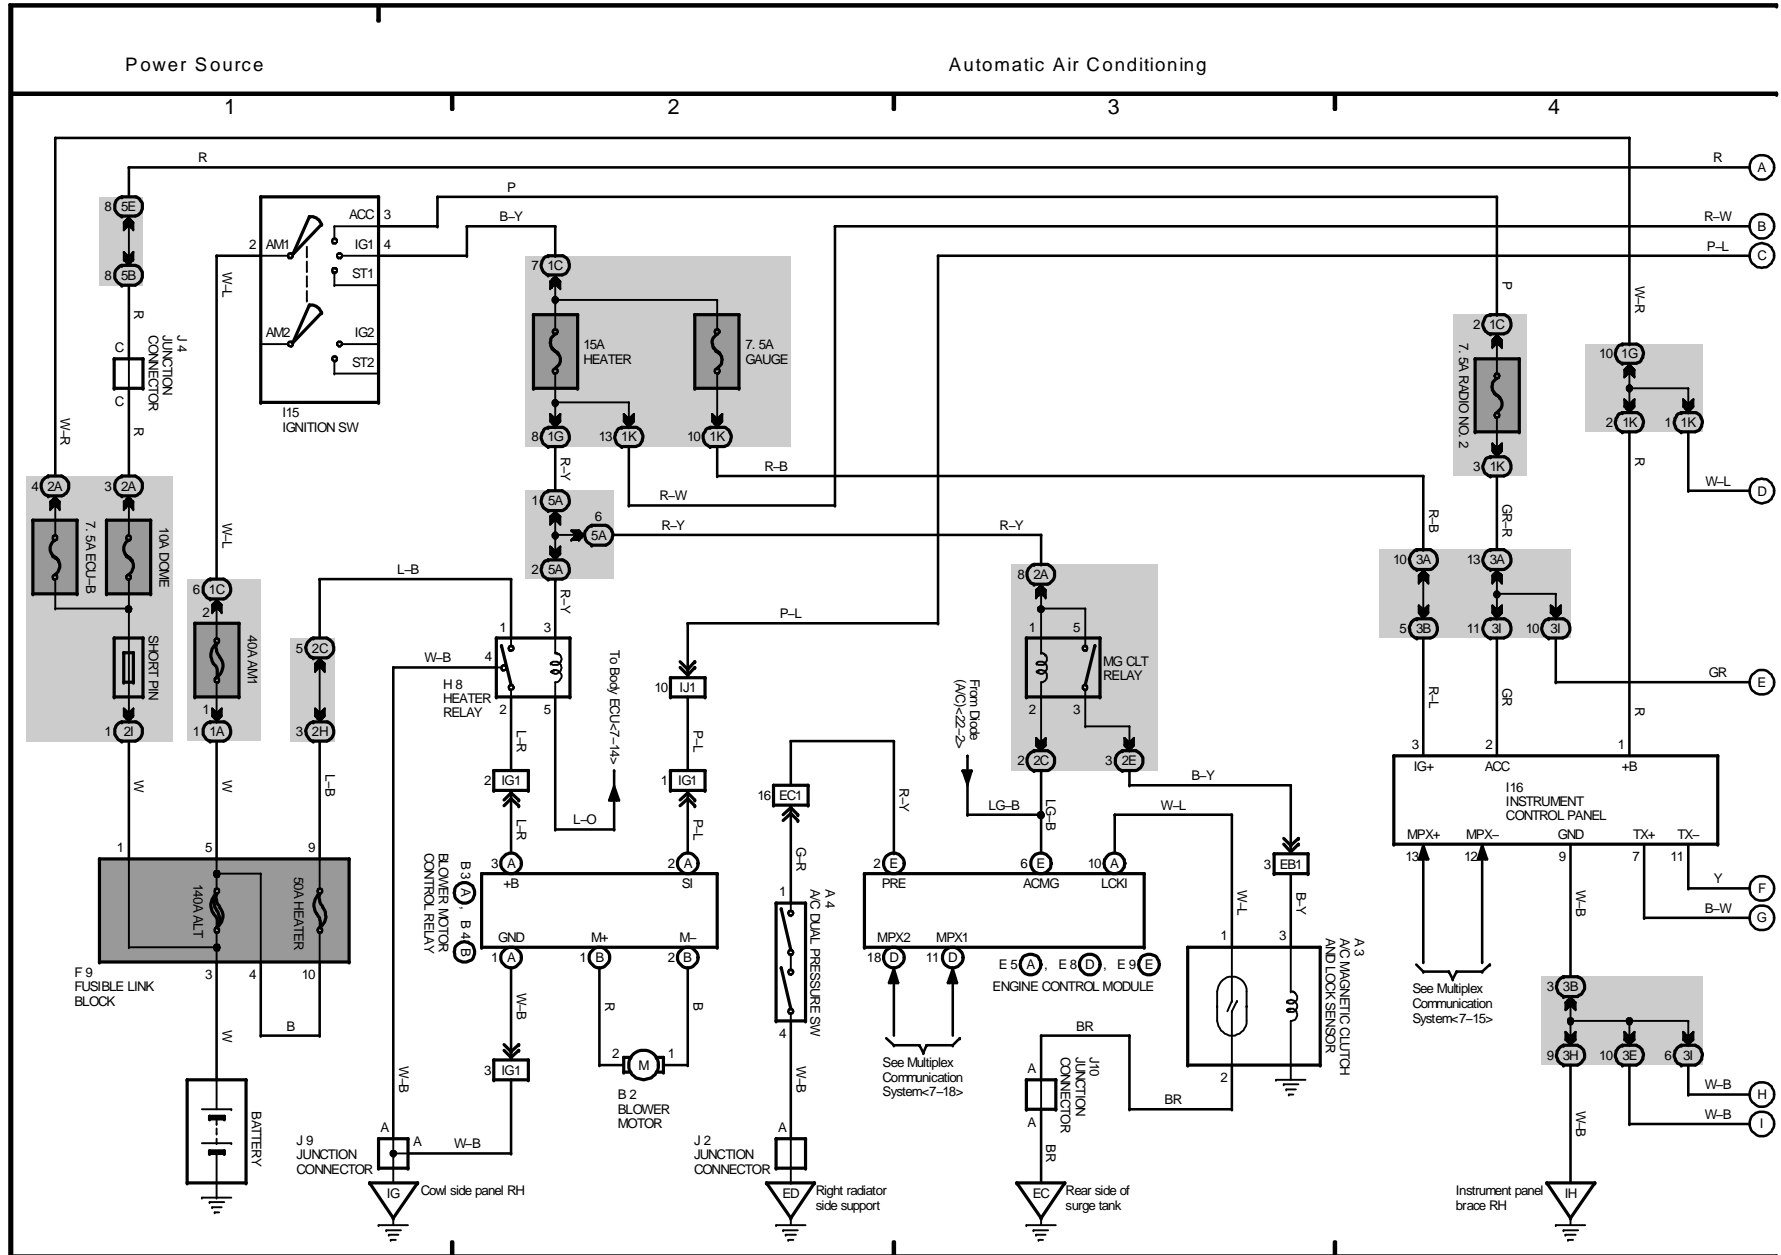 Power Source
Automatic Air Conditioning
1
2
3
4
R
R
A
P
R–W
B
P–L
C
8 5E
8 5B
R
C
C
J 4
JUNCTION
CONNECTOR
R
W–R
W–L
2 AM1
ACC 3
IG1 4
ST1
AM2
IG2
ST2
I15
IGNITION SW
B–Y
7 1C
15A
HEATER
7. 5A
GAUGE
8 1G
13 1K
10 1K
R–Y
R–W
R–B
1 5A
6
5A
2 5A
R–Y
R–Y
R–Y
P
2 1C
7. 5A RADIO NO. 2
3 1K
W–R
10 1G
2 1K
1 1K
R
W–L
D
4 2A
3 2A
7. 5A ECU–B
10A DOME
SHORT PIN
1 2I
W–L
6 1C
2
40A AM1
1
1 1A
5 2C
3 2H
L–B
W
W
L–B
1
5
9
140A ALT
50A HEATER
3
4
10
F 9
FUSIBLE LINK
BLOCK
W
B
BATTERY
1
3
4
2
5
W–B
H 8
HEATER
RELAY
L–R
2 IG1
L–R
L–O
To Body ECU<7–14>
P–L
10 IJ1
P–L
1 IG1
P–L
3 A
+B
2 A
SI
BLOWER MOTOR
CONTROL RELAY
B 3 A , B 4 B
GND
M+
M–
1 A
1 B
2 B
W–B
R
B
3 IG1
2
M
1
B 2
BLOWER
MOTOR
W–B
A
A
W–B
J 9
JUNCTION
CONNECTOR
IG
Cowl side panel RH
16 EC1
G–R
1
A 4
A/C DUAL PRESSURE SW
4
W–B
A
J 2
JUNCTION
CONNECTOR
ED
Right radiator
side support
R–Y
8 2A
1
5
MG CLT
RELAY
2
3
2 2C
3 2E
From Diode
(A/C)<22–2>
LG–B
LG–B
B–Y
W–L
2 E
PRE
6 E
ACMG
10 A
LCKI
MPX2
MPX1
18 D
11 D
E 5 A , E 8 D , E 9 E
ENGINE CONTROL MODULE
See Multiplex
Communication
System<7–18>
3 EB1
W–L
B–Y
1
3
A 3
A/C MAGNETIC CLUTCH
AND LOCK SENSOR
2
BR
BR
A
A
J10
JUNCTION
CONNECTOR
BR
EC
Rear side of
surge tank
R–B
GR–R
10 3A
13 3A
5 3B
11 3I
10 3I
GR
E
R–L
GR
R
3
2
1
IG+
ACC
+B
I16
INSTRUMENT
CONTROL PANEL
MPX+
MPX–
GND
TX+
TX–
13
12
9
7
11
Y
F
B–W
G
See Multiplex
Communication
System<7–15>
W–B
3 3B
9 3H
10 3E
6 3I
W–B
H
W–B
I
W–B
Instrument panel
brace RH
IH